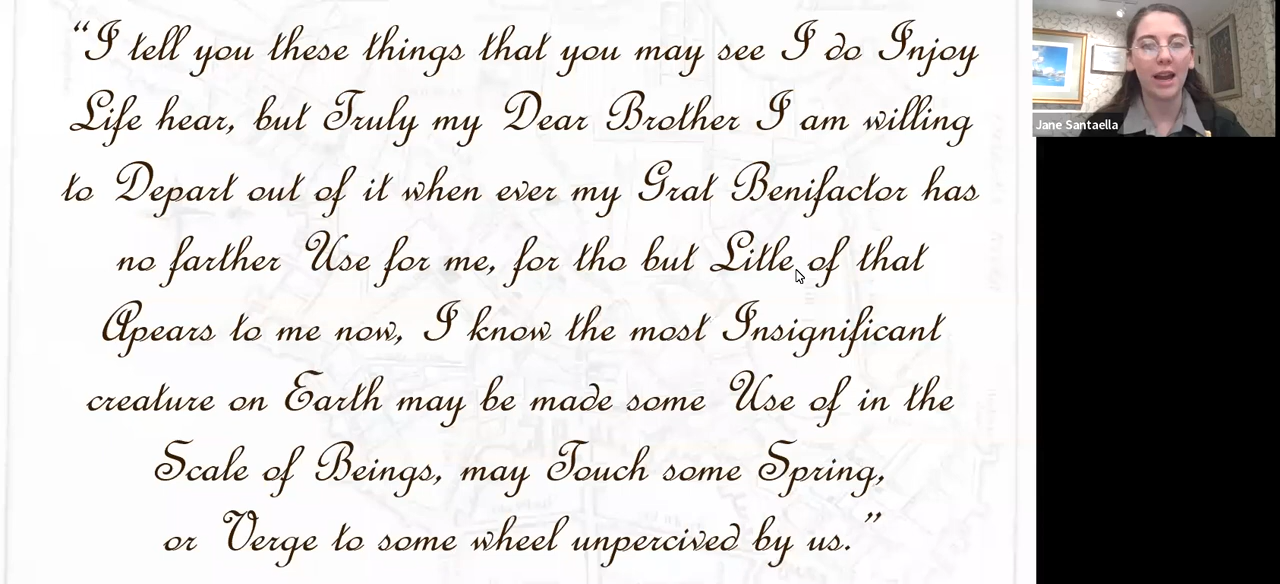 “I tell you these things that you may see I do Injoy
Life hear, but Truly my Dear Brother I am willing
to Depart out of it when ever my Grat Benifactor has
no farther Use for me, for tho but Litle of that
Apears to me now, I know the most Insignificant
creature on Earth may be made some Use of in the
Scale of Beings, may Touch some Spring,
or Verge to some wheel unpercived by us.”
Jane Santaella